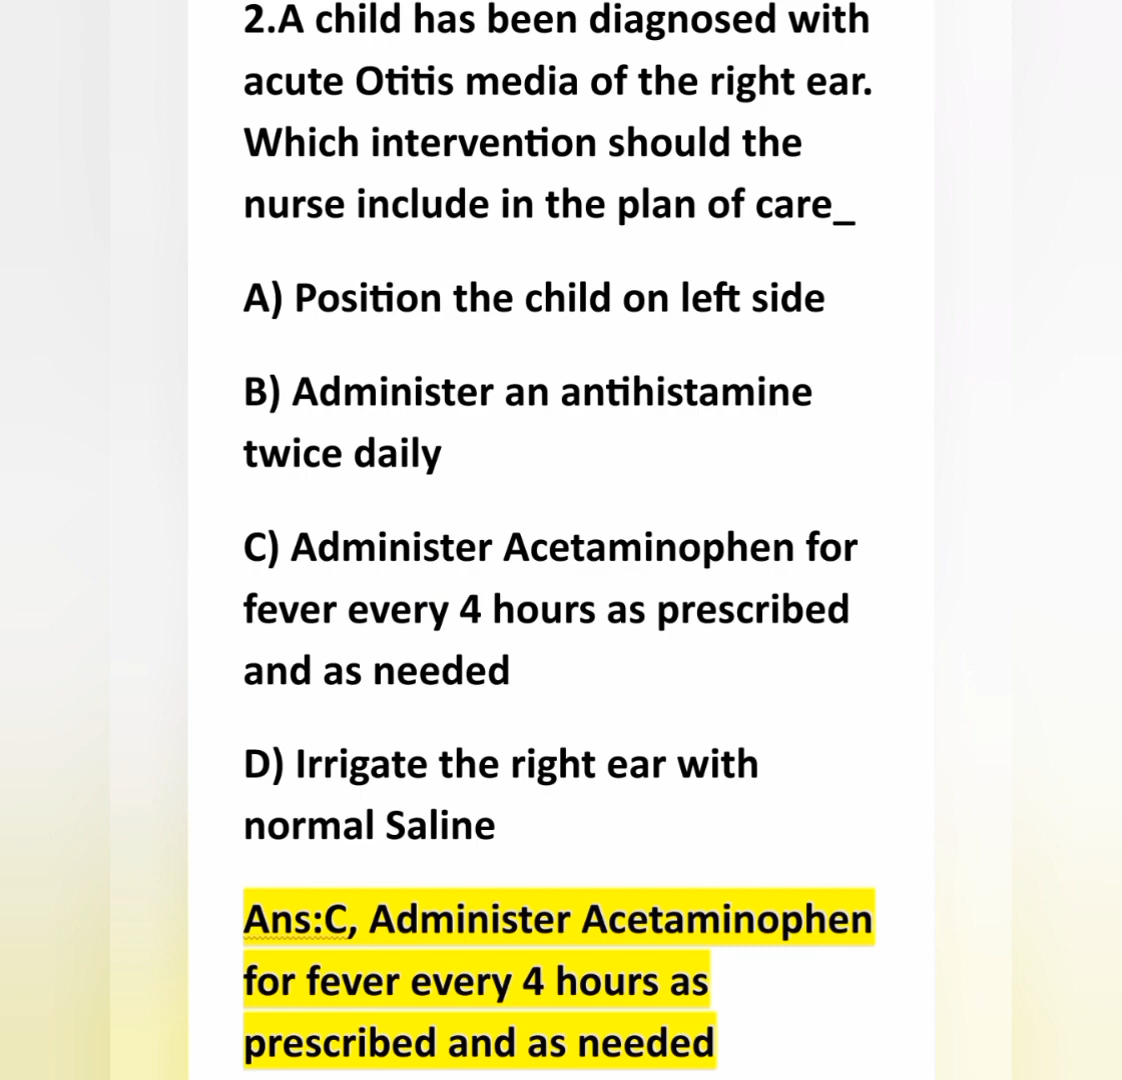 2.A child has been diagnosed with
acute Otitis media of the right ear.
Which intervention should the
nurse include in the plan of care_
A) Position the child on left side
B) Administer an antihistamine
twice daily
C) Administer Acetaminophen for
fever every 4 hours as prescribed
and as needed
D) Irrigate the right ear with
normal Saline
Ans:C, Administer Acetaminophen
for fever every 4 hours as
prescribed and as needed